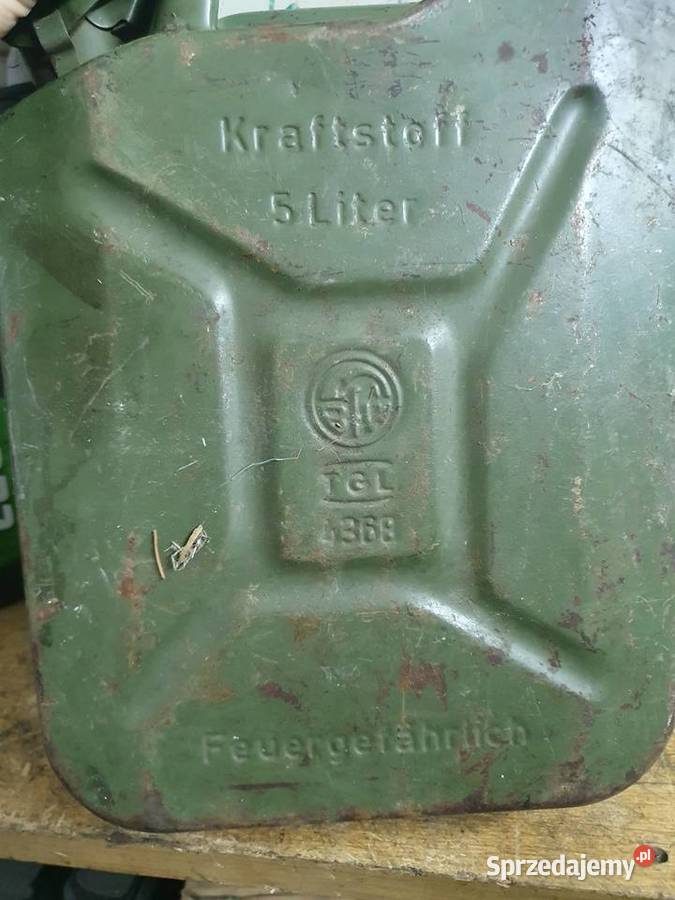 Kraftstoff
5 Liter
TGL
4368
Feuergefährlich
Sprzedajemy.pl